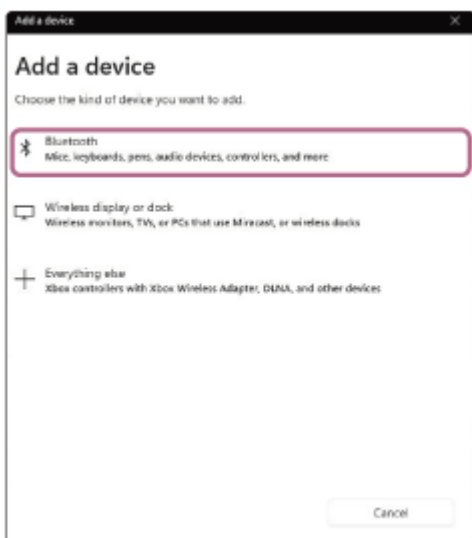 Add a device
Add a device
Choose the kind of device you want to add.
Bluetooth
Mice, keyboards, pens, audio devices, controllers, and more
Wireless display or dock
Wireless monitors, TVs, or PCs that use Miracast, or wireless docks
Everything else
Xbox controllers with Xbox Wireless Adapter, DLNA, and other devices
Cancel